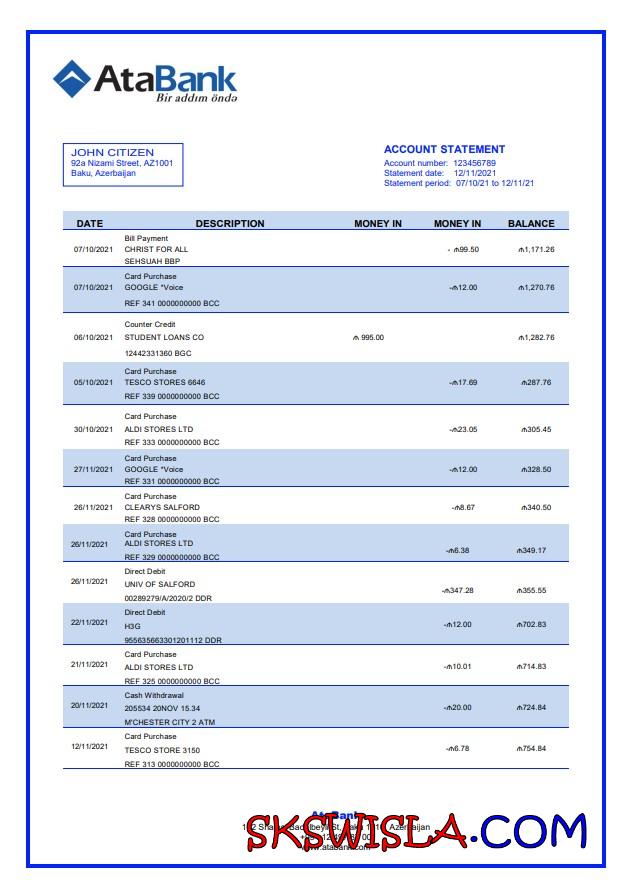 AtaBank
Bir addım öndə
JOHN CITIZEN
92a Nizami Street, AZ1001
Baku, Azerbaijan
ACCOUNT STATEMENT
Account number: 123456789
Statement date: 12/11/2021
Statement period: 07/10/21 to 12/11/21
DATE DESCRIPTION MONEY IN MONEY IN BALANCE
Bill Payment
07/10/2021 CHRIST FOR ALL - ₼99.50 ₼1,171.26
SEHSUAH BBP
Card Purchase
07/10/2021 GOOGLE *Voice -₼12.00 ₼1,270.76
REF 341 0000000000 BCC
Counter Credit
06/10/2021 STUDENT LOANS CO ₼ 995.00 ₼1,282.76
12442331360 BGC
Card Purchase
05/10/2021 TESCO STORES 6646 -₼17.69 ₼287.76
REF 339 0000000000 BCC
Card Purchase
30/10/2021 ALDI STORES LTD -₼23.05 ₼305.45
REF 333 0000000000 BCC
Card Purchase
27/11/2021 GOOGLE *Voice -₼12.00 ₼328.50
REF 331 0000000000 BCC
Card Purchase
26/11/2021 CLEARYS SALFORD -₼8.67 ₼340.50
REF 328 0000000000 BCC
Card Purchase
26/11/2021 ALDI STORES LTD -₼6.38 ₼349.17
REF 329 0000000000 BCC
Direct Debit
26/11/2021 UNIV OF SALFORD -₼347.28 ₼355.55
00289279/A/2020/2 DDR
Direct Debit
22/11/2021 H3G -₼12.00 ₼702.83
955635663301201112 DDR
Card Purchase
21/11/2021 ALDI STORES LTD -₼10.01 ₼714.83
REF 325 0000000000 BCC
Cash Withdrawal
20/11/2021 205534 20NOV 15.34 -₼20.00 ₼724.84
M'CHESTER CITY 2 ATM
Card Purchase
12/11/2021 TESCO STORE 3150 -₼6.78 ₼754.84
REF 313 0000000000 BCC
AtaBank
Azerbaijan
SKSWISLA.COM